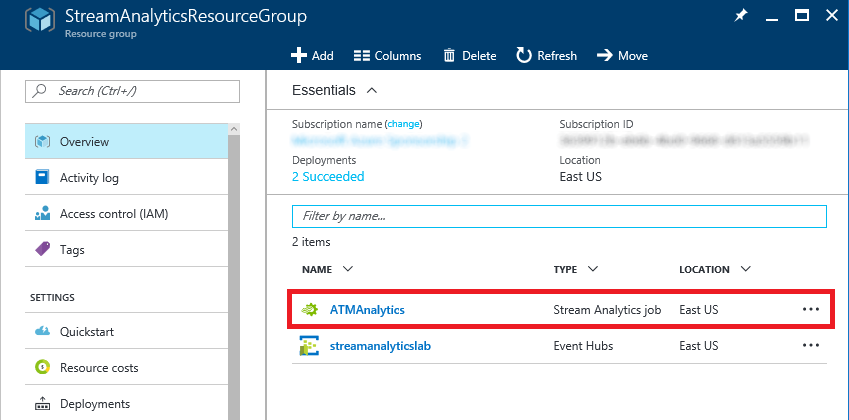 StreamAnalyticsResourceGroup
Resource group
Add Columns Delete Refresh Move
Search (Ctrl+/)
Overview
Activity log
Access control (IAM)
Tags
SETTINGS
Quickstart
Resource costs
Deployments
Essentials
Subscription name (change) Subscription ID
Deployments Location
2 Succeeded East US
Filter by name...
2 items
NAME TYPE LOCATION
ATMAnalytics Stream Analytics job East US
streamanalyticslab Event Hubs East US